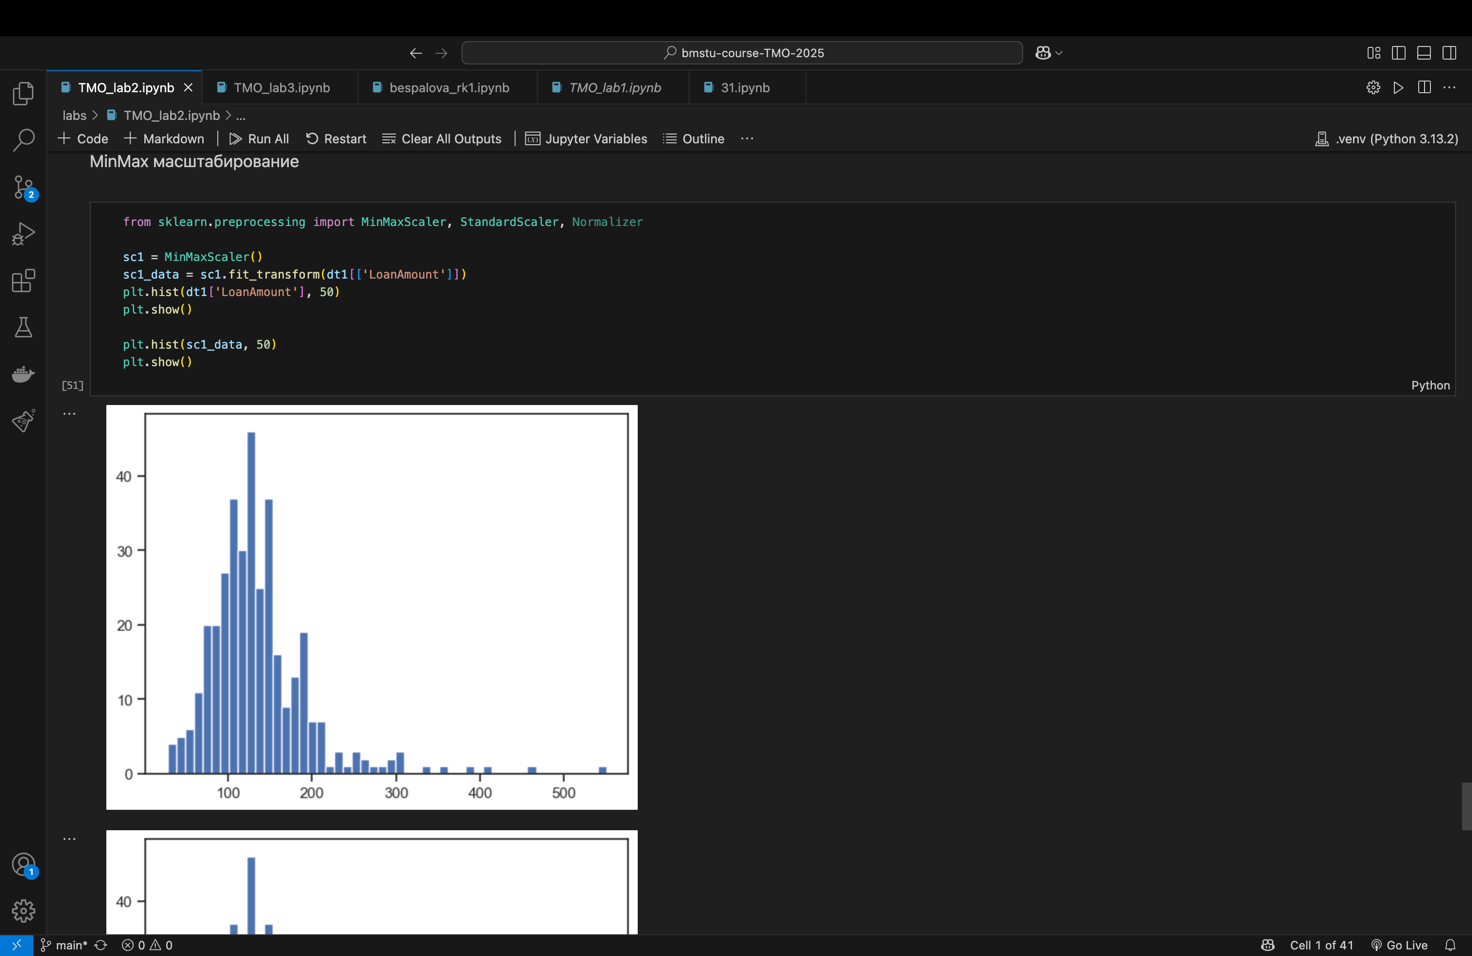 bmstu-course-TMO-2025
TMO_lab2.ipynb TMO_lab3.ipynb bespalova_rk1.ipynb TMO_lab1.ipynb 31.ipynb
labs > TMO_lab2.ipynb > ...
+ Code + Markdown | Run All Restart Clear All Outputs | Jupyter Variables Outline ... .venv (Python 3.13.2)
MinMax масштабирование
from sklearn.preprocessing import MinMaxScaler, StandardScaler, Normalizer
sc1 = MinMaxScaler()
sc1_data = sc1.fit_transform(dt1[['LoanAmount']])
plt.hist(dt1['LoanAmount'], 50)
plt.show()
plt.hist(sc1_data, 50)
plt.show()
[51] Python
40
30
20
10
0
100 200 300 400 500
40
2
1
main* 0 0 Cell 1 of 41 Go Live